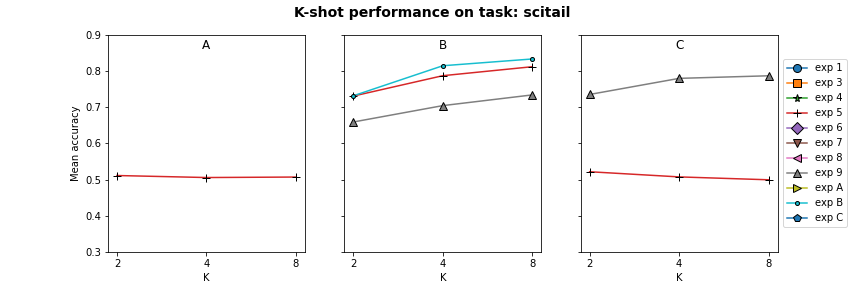 K-shot performance on task: scitail
A
B
C
Mean accuracy
0.9
0.8
0.7
0.6
0.5
0.4
0.3
2
4
8
K
2
4
8
K
2
4
8
K
exp 1
exp 3
exp 4
exp 5
exp 6
exp 7
exp 8
exp 9
exp A
exp B
exp C